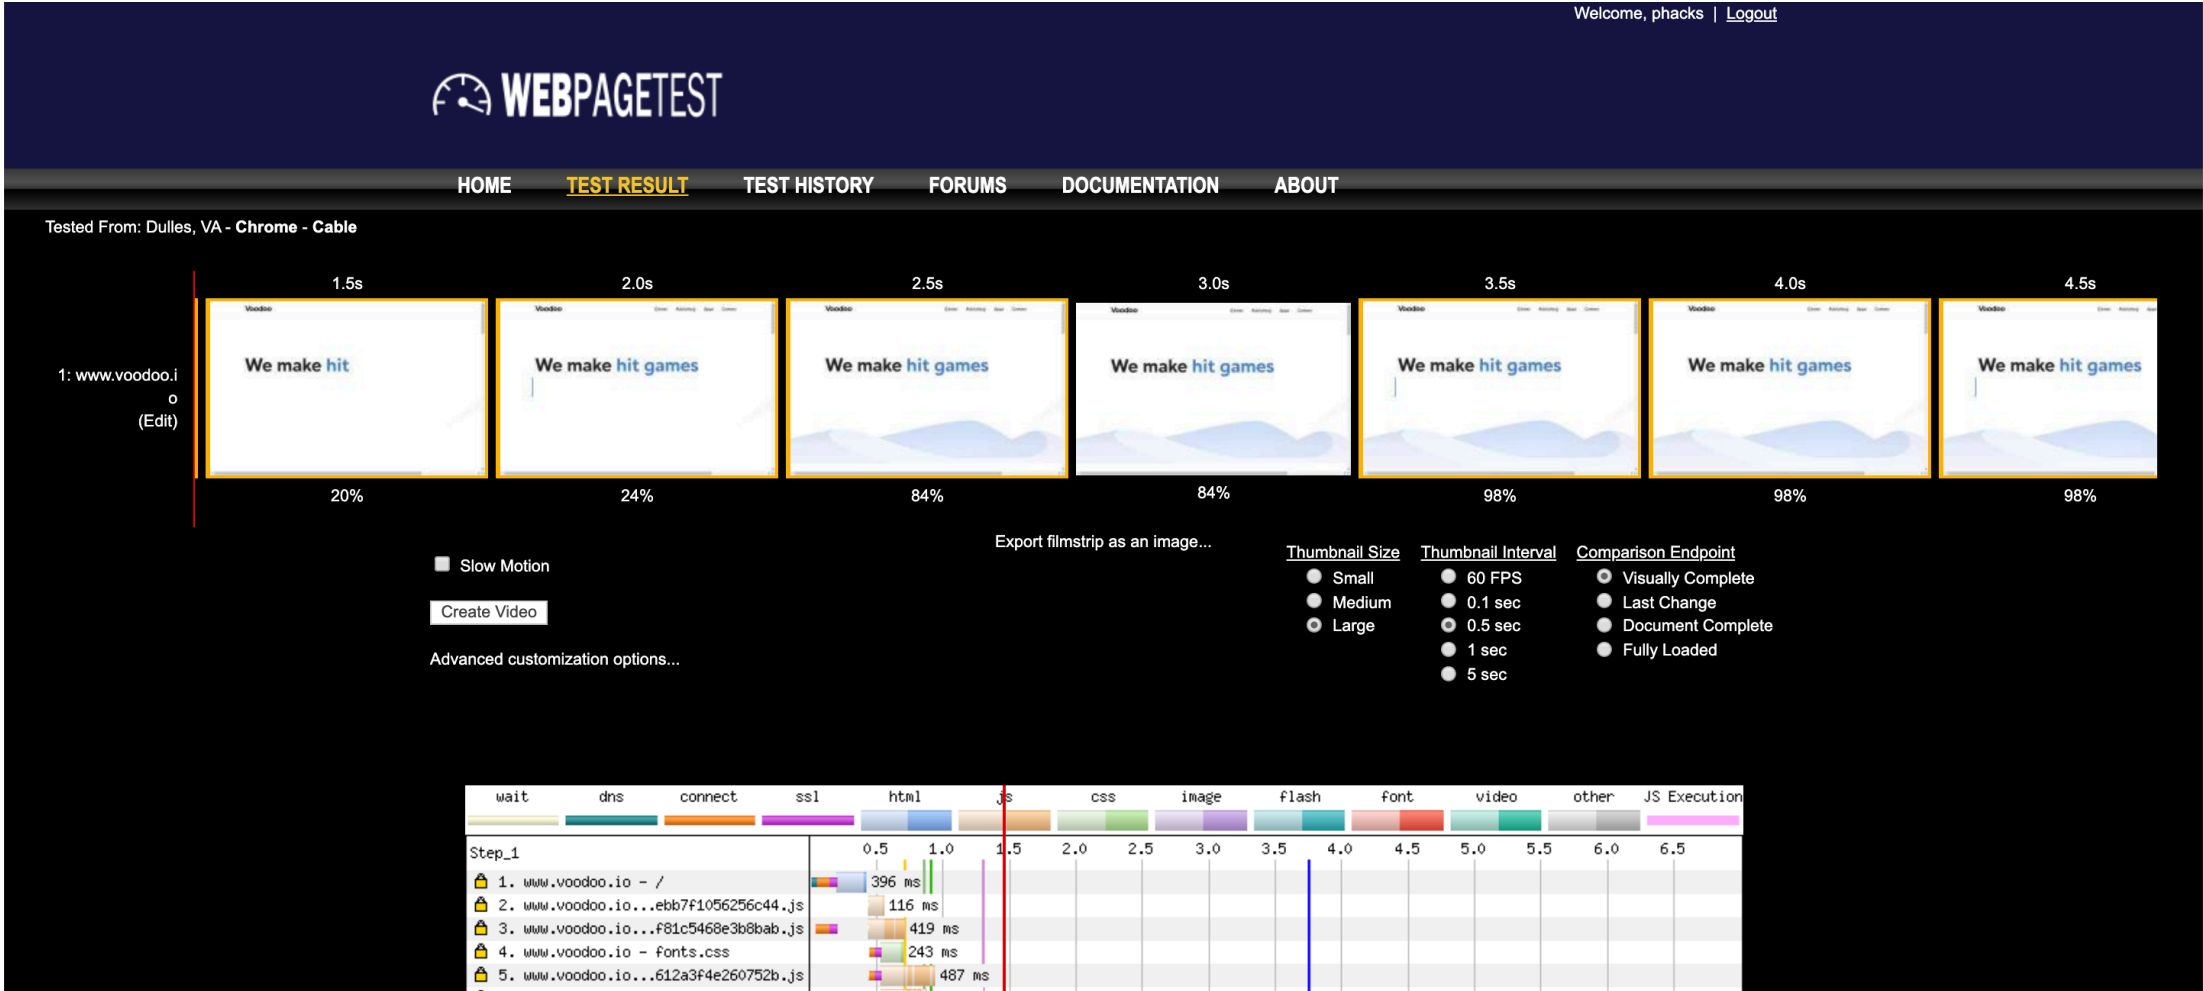 Welcome, phacks | Logout
WEBPAGETEST
HOME TEST RESULT TEST HISTORY FORUMS DOCUMENTATION ABOUT
Tested From: Dulles, VA - Chrome - Cable
1.5s 2.0s 2.5s 3.0s 3.5s 4.0s 4.5s
Voodoo Voodoo Voodoo Voodoo Voodoo Voodoo Voodoo
We make hit We make hit games We make hit games We make hit games We make hit games We make hit games We make hit games
1: www.voodoo.i
o
(Edit)
20% 24% 84% 84% 98% 98% 98%
Export filmstrip as an image...
Slow Motion
Create Video
Advanced customization options...
Thumbnail Size Thumbnail Interval Comparison Endpoint
Small 60 FPS Visually Complete
Medium 0.1 sec Last Change
Large 0.5 sec Document Complete
1 sec Fully Loaded
5 sec
wait dns connect ssl html js css image flash font video other JS Execution
Step_1 0.5 1.0 1.5 2.0 2.5 3.0 3.5 4.0 4.5 5.0 5.5 6.0 6.5
1. www.voodoo.io - / 396 ms
2. www.voodoo.io...ebb7f1056256c44.js 116 ms
3. www.voodoo.io...f81c5468e3b8bab.js 419 ms
4. www.voodoo.io - fonts.css 243 ms
5. www.voodoo.io...612a3f4e260752b.js 487 ms